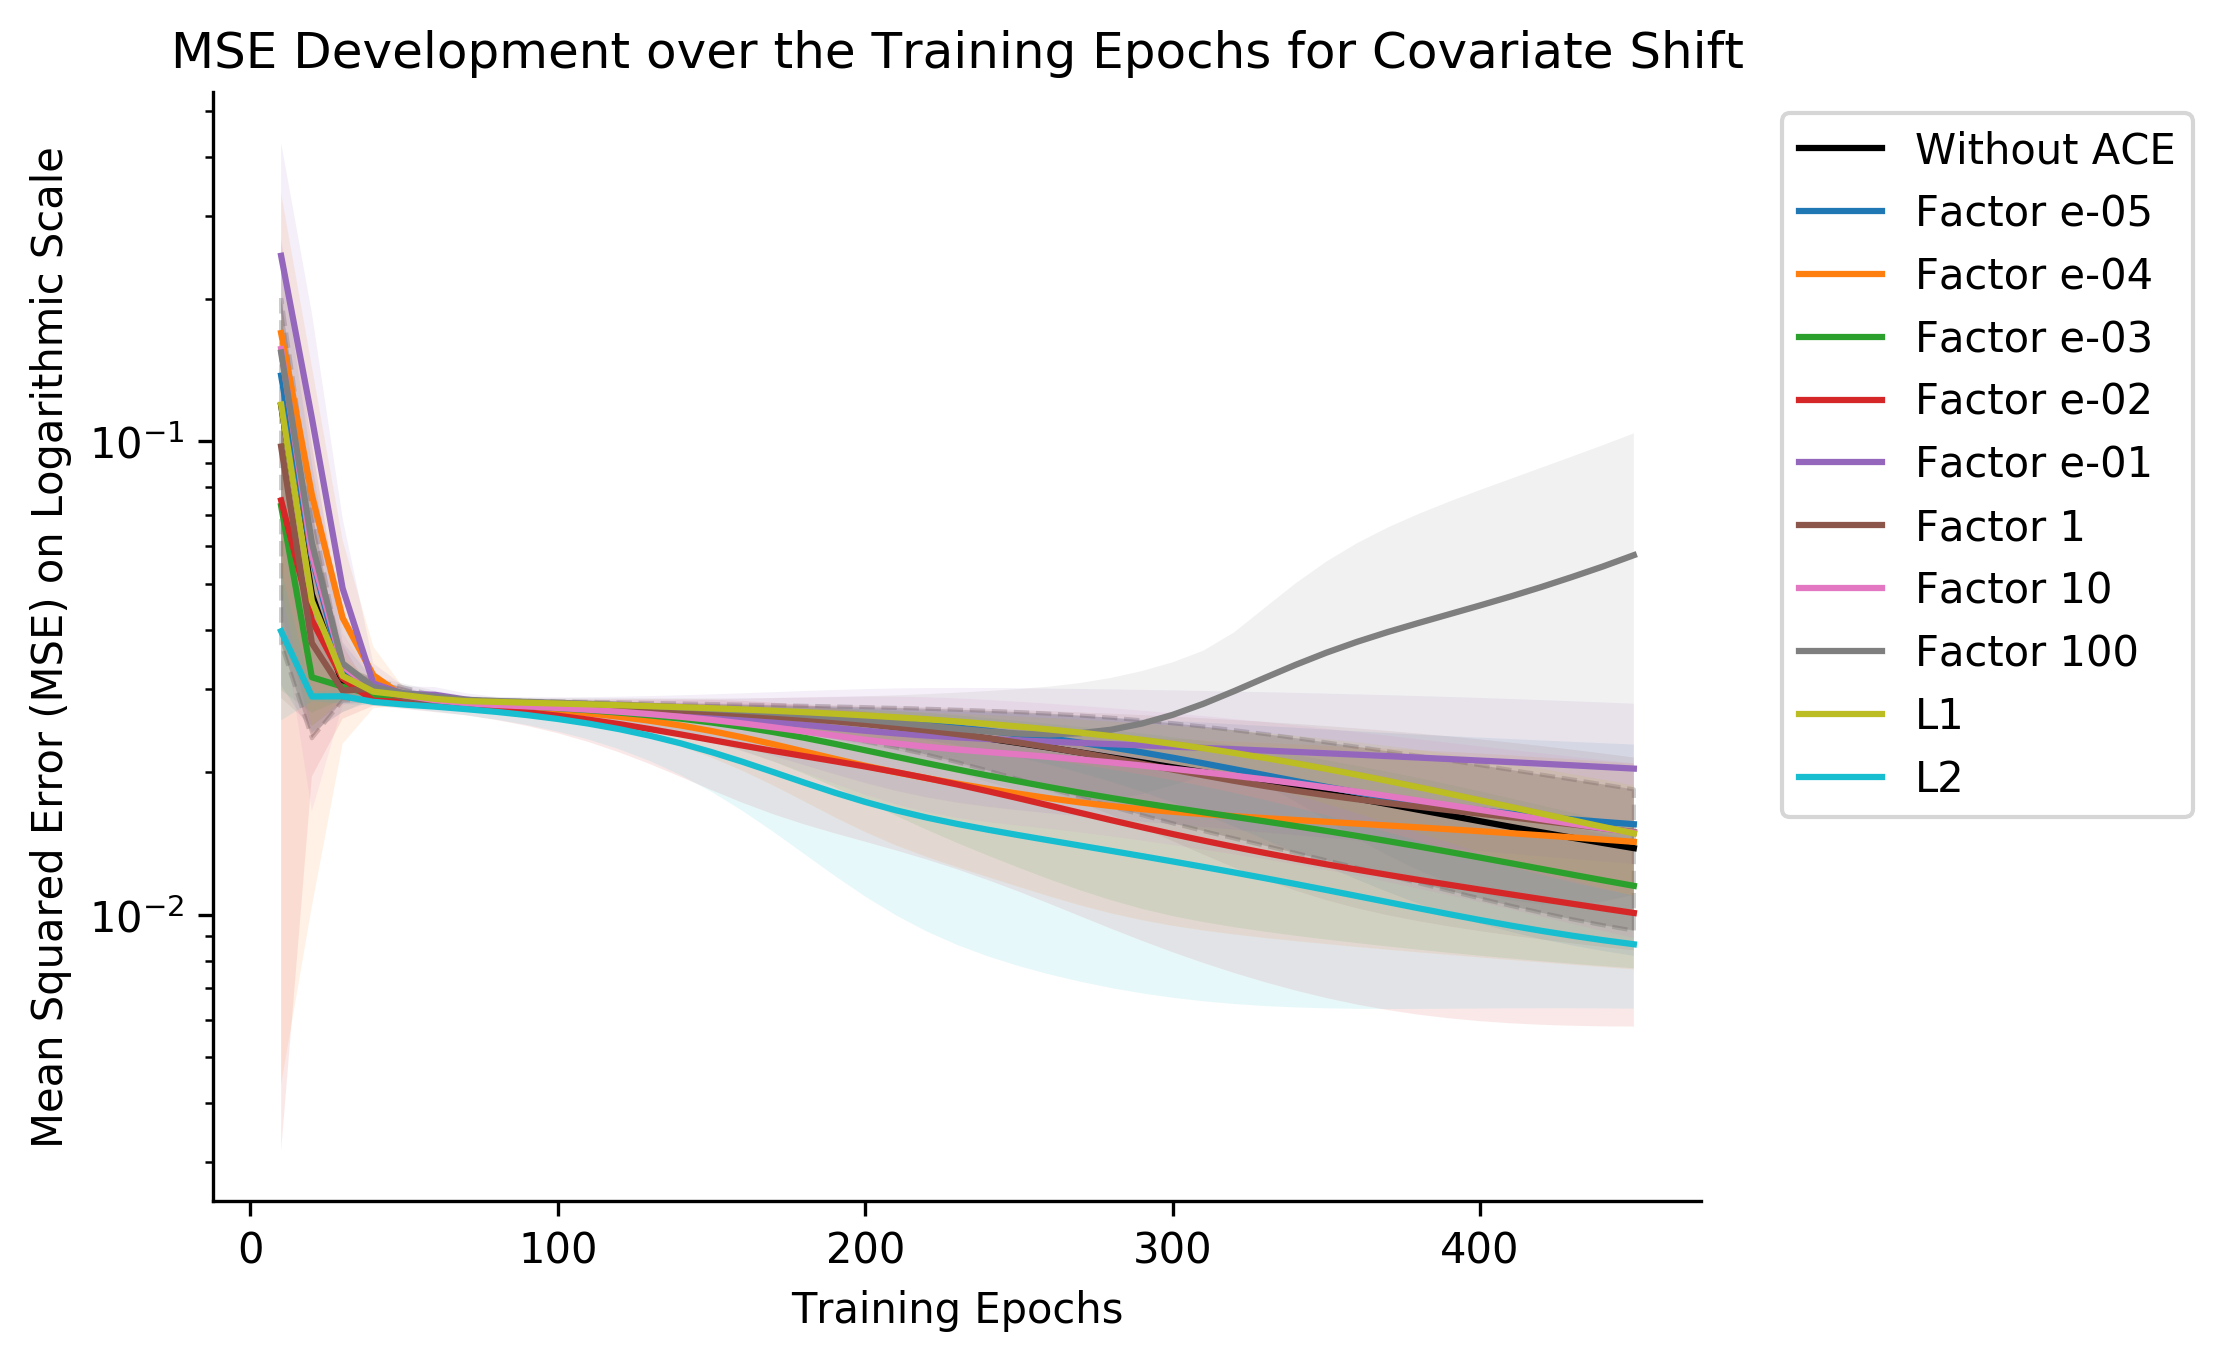 MSE Development over the Training Epochs for Covariate Shift
Mean Squared Error (MSE) on Logarithmic Scale
10⁻¹
10⁻²
0 100 200 300 400
Training Epochs
Without ACE
Factor e-05
Factor e-04
Factor e-03
Factor e-02
Factor e-01
Factor 1
Factor 10
Factor 100
L1
L2